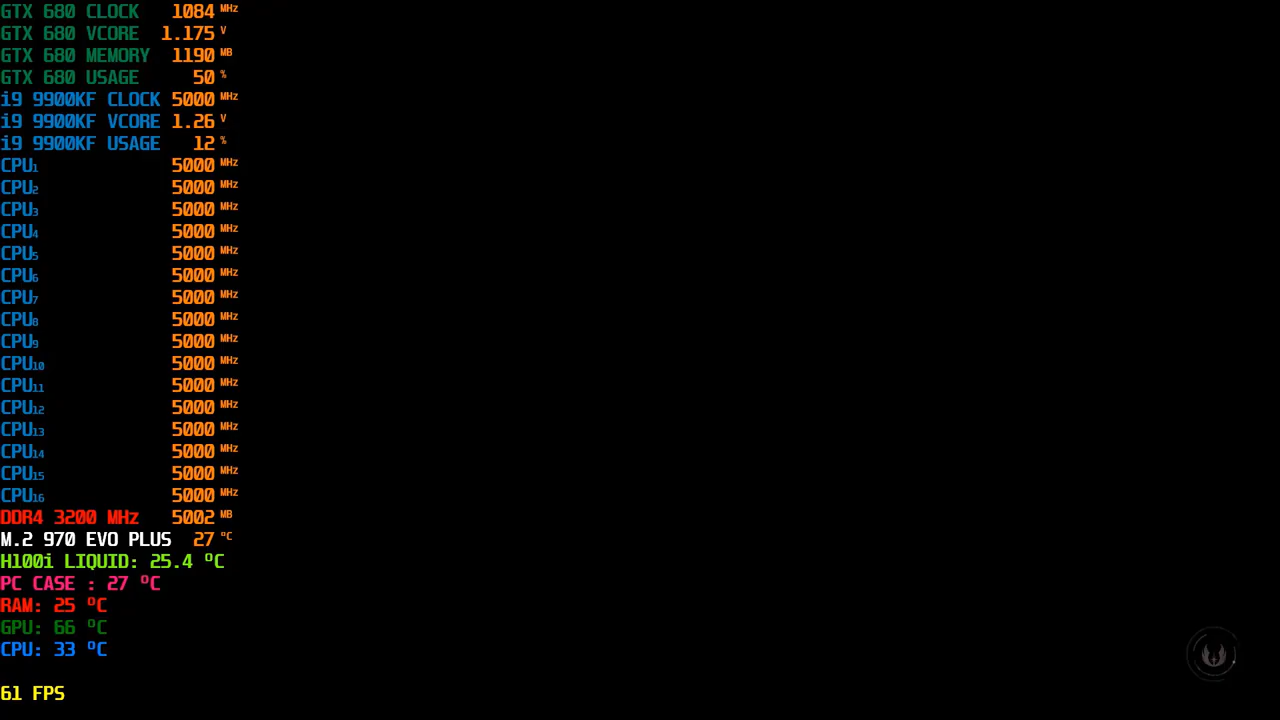 GTX 680 CLOCK 1084 MHz
GTX 680 VCORE 1.175 V
GTX 680 MEMORY 1190 MB
GTX 680 USAGE 50 %
i9 9900KF CLOCK 5000 MHz
i9 9900KF VCORE 1.26 V
i9 9900KF USAGE 12 %
CPU1 5000 MHz
CPU2 5000 MHz
CPU3 5000 MHz
CPU4 5000 MHz
CPU5 5000 MHz
CPU6 5000 MHz
CPU7 5000 MHz
CPU8 5000 MHz
CPU9 5000 MHz
CPU10 5000 MHz
CPU11 5000 MHz
CPU12 5000 MHz
CPU13 5000 MHz
CPU14 5000 MHz
CPU15 5000 MHz
CPU16 5000 MHz
DDR4 3200 MHz 5002 MB
M.2 970 EVO PLUS 27 °C
H100i LIQUID: 25.4 °C
PC CASE : 27 °C
RAM: 25 °C
GPU: 66 °C
CPU: 33 °C
61 FPS